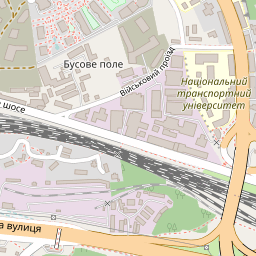 Бусове поле
Військовий проїзд
Національний
транспортний
університет
шосе
а вулиця